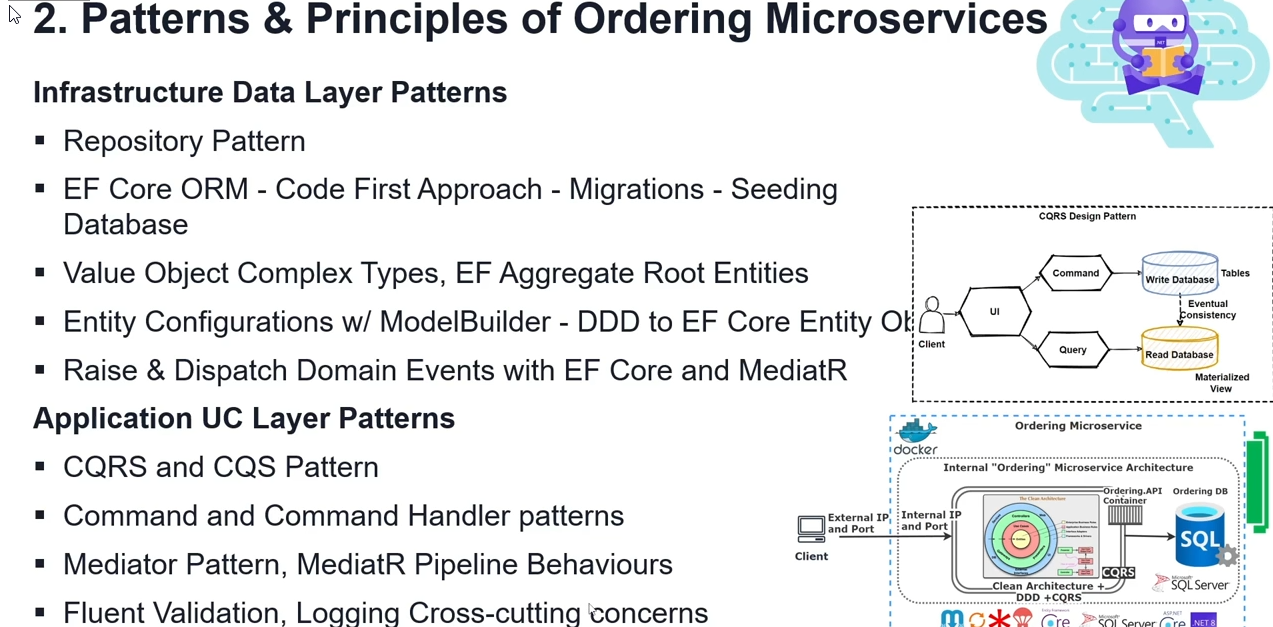 2. Patterns & Principles of Ordering Microservices
Infrastructure Data Layer Patterns
▪ Repository Pattern
▪ EF Core ORM - Code First Approach - Migrations - Seeding
Database
▪ Value Object Complex Types, EF Aggregate Root Entities
▪ Entity Configurations w/ ModelBuilder - DDD to EF Core Entity
▪ Raise & Dispatch Domain Events with EF Core and MediatR
Application UC Layer Patterns
▪ CQRS and CQS Pattern
▪ Command and Command Handler patterns
▪ Mediator Pattern, MediatR Pipeline Behaviours
▪ Fluent Validation, Logging Cross-cutting concerns
CQRS Design Pattern
Client
UI
Command
Write Database
Tables
Eventual
Consistency
Query
Read Database
Materialized
View
docker
Ordering Microservice
Internal "Ordering" Microservice Architecture
Client
External IP
and Port
Internal IP
and Port
The Clean Architecture
Ordering.API
Container
Ordering DB
SQL
CQRS
Clean Architecture +
DDD +CQRS
Microsoft
SQL Server
SQL Server
Core
.NET 8